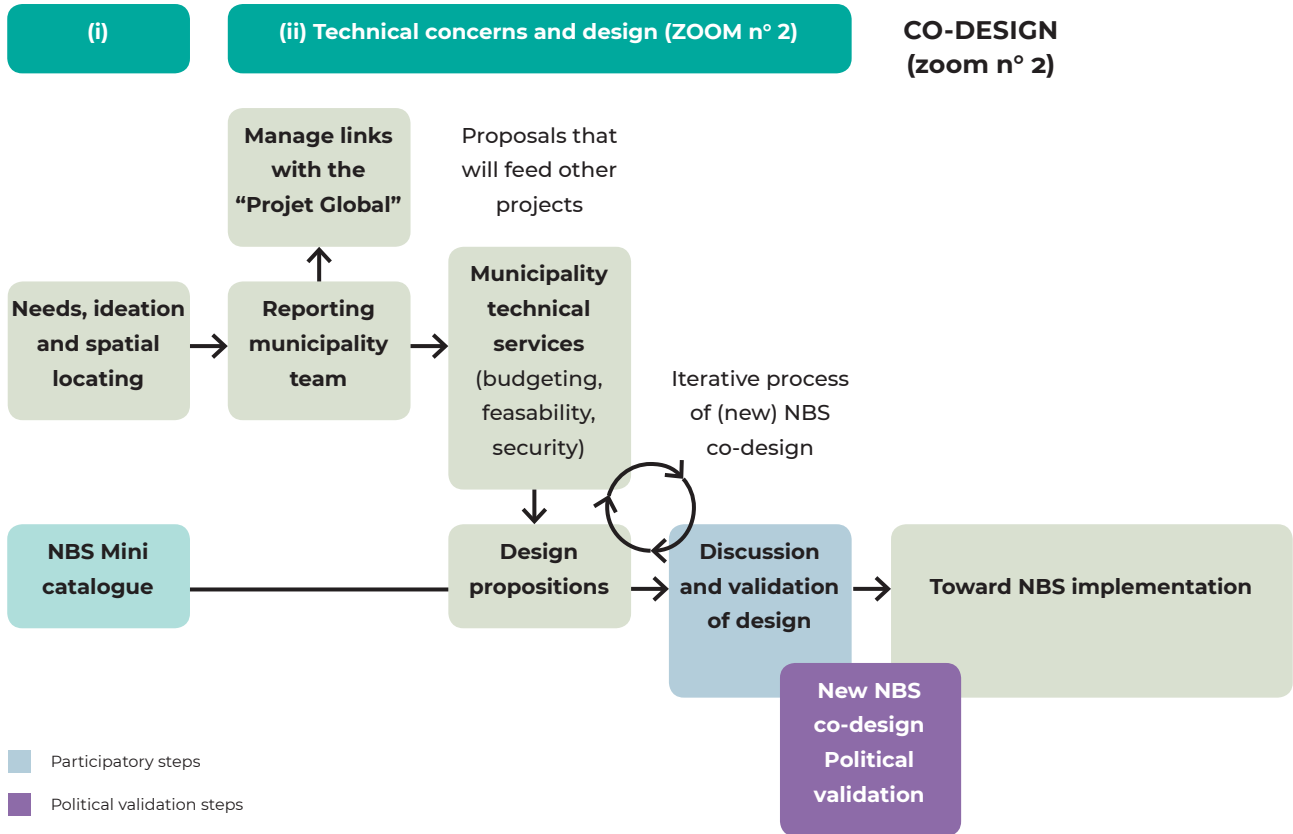 (i)
(ii) Technical concerns and design (ZOOM n° 2)
CO-DESIGN
(zoom n° 2)
Manage links
with the
“Projet Global”
Proposals that
will feed other
projects
Needs, ideation
and spatial
locating
Reporting
municipality
team
Municipality
technical
services
(budgeting,
feasability,
security)
Iterative process
of (new) NBS
co-design
NBS Mini
catalogue
Design
propositions
Discussion
and validation
of design
Toward NBS implementation
New NBS
co-design
Political
validation
Participatory steps
Political validation steps